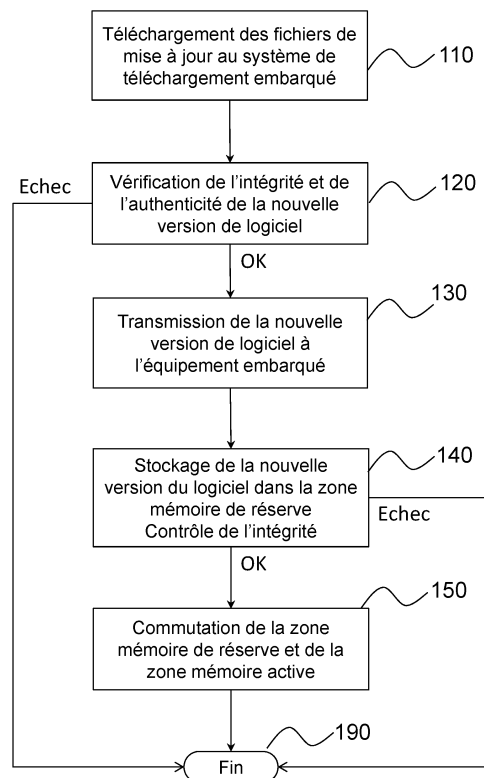 Téléchargement des fichiers de
mise à jour au système de
téléchargement embarqué
110
Echec
Vérification de l'intégrité et de
l'authenticité de la nouvelle
version de logiciel
120
OK
130
Transmission de la nouvelle
version de logiciel à
l'équipement embarqué
140
Stockage de la nouvelle
version du logiciel dans la zone
mémoire de réserve
Contrôle de l'intégrité
Echec
OK
150
Commutation de la zone
mémoire de réserve et de la
zone mémoire active
190
Fin